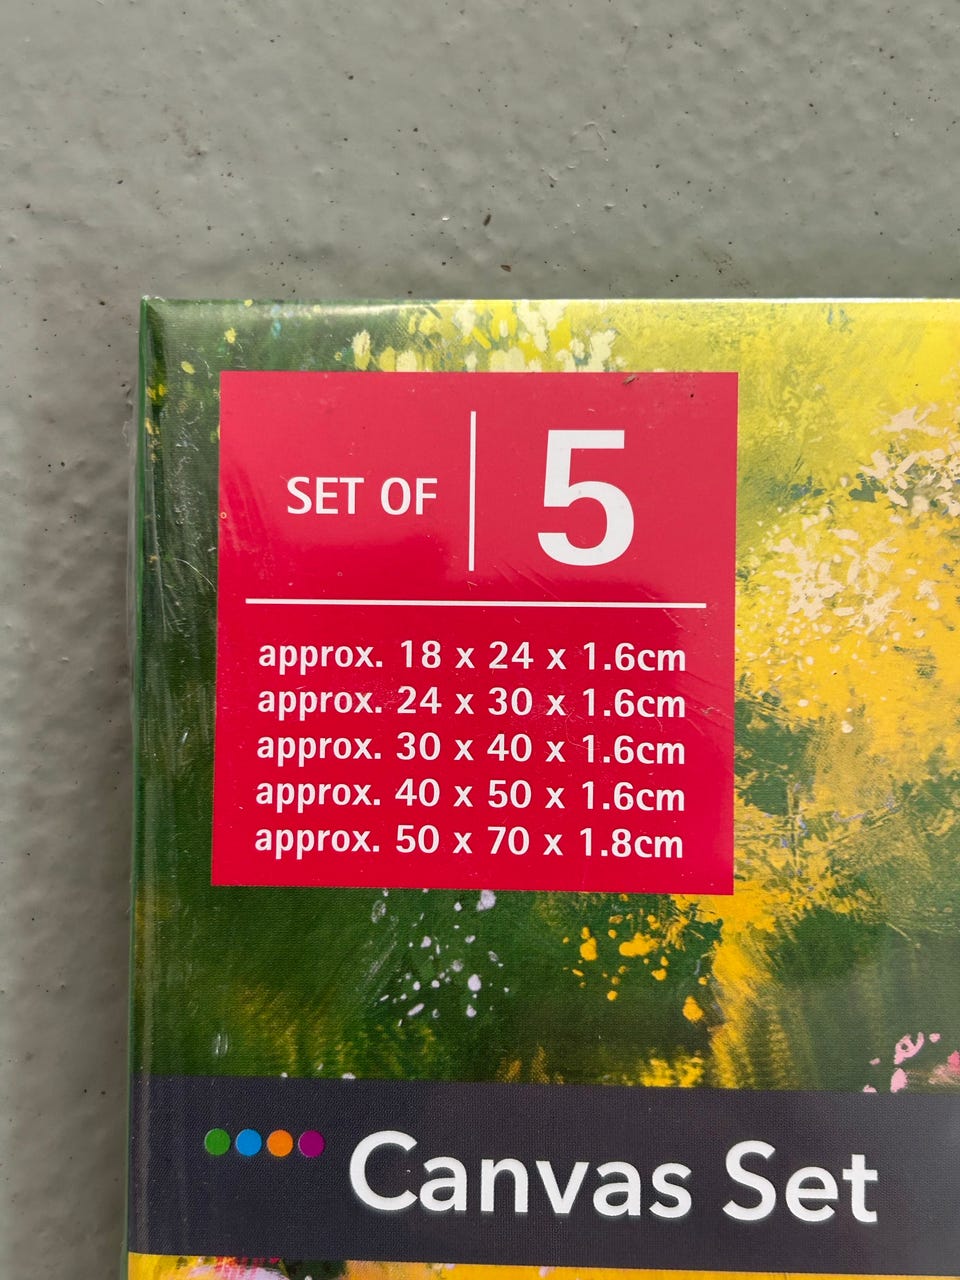 SET OF 5
approx. 18 x 24 x 1.6cm
approx. 24 x 30 x 1.6cm
approx. 30 x 40 x 1.6cm
approx. 40 x 50 x 1.6cm
approx. 50 x 70 x 1.8cm
Canvas Set